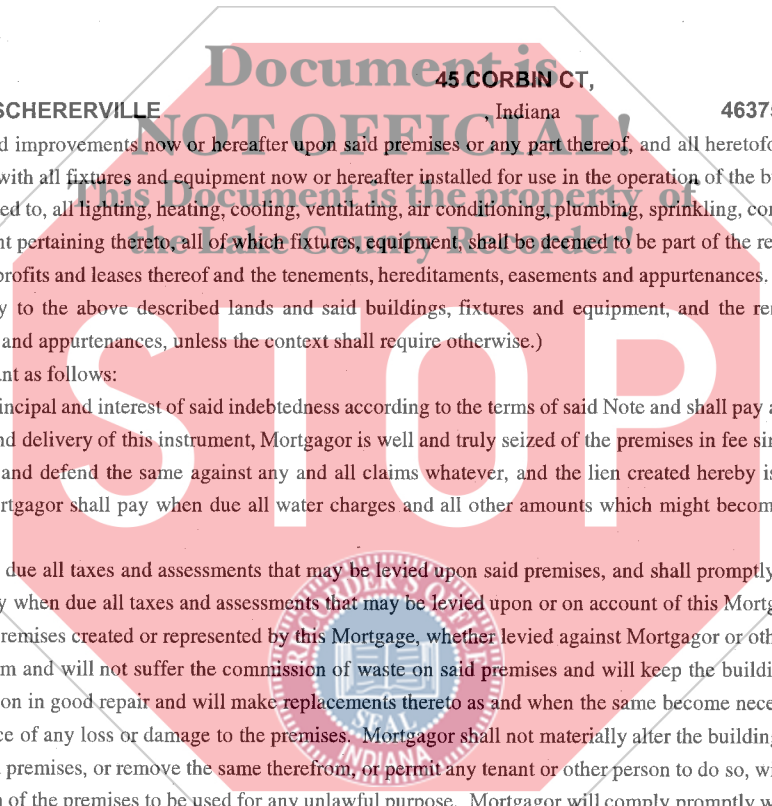 Document is
45 CORBIN CT,
SCHERERVILLE , Indiana 4637
NOT OFFICIAL!
d improvements now or hereafter upon said premises or any part thereof, and all heretofo
with all fixtures and equipment now or hereafter installed for use in the operation of the b
This Document is the property of
ed to, all lighting, heating, cooling, ventilating, air conditioning, plumbing, sprinkling, co
the Lake County Recorder!
nt pertaining thereto, all of which fixtures, equipment, shall be deemed to be part of the re
profits and leases thereof and the tenements, hereditaments, easements and appurtenances.
y to the above described lands and said buildings, fixtures and equipment, and the re
and appurtenances, unless the context shall require otherwise.)
STOP
nt as follows:
incipal and interest of said indebtedness according to the terms of said Note and shall pay a
nd delivery of this instrument, Mortgagor is well and truly seized of the premises in fee si
and defend the same against any and all claims whatever, and the lien created hereby is
rtgagor shall pay when due all water charges and all other amounts which might becom
due all taxes and assessments that may be levied upon said premises, and shall promptly
y when due all taxes and assessments that may be levied upon or on account of this Mortg
remises created or represented by this Mortgage, whether levied against Mortgagor or oth
m and will not suffer the commission of waste on said premises and will keep the buildi
on in good repair and will make replacements thereto as and when the same become nece
ce of any loss or damage to the premises. Mortgagor shall not materially alter the building
premises, or remove the same therefrom, or permit any tenant or other person to do so, wi
of the premises to be used for any unlawful purpose. Mortgagor will comply promptly w
RECORDER'S OFFICE
SEAL
INDIANA